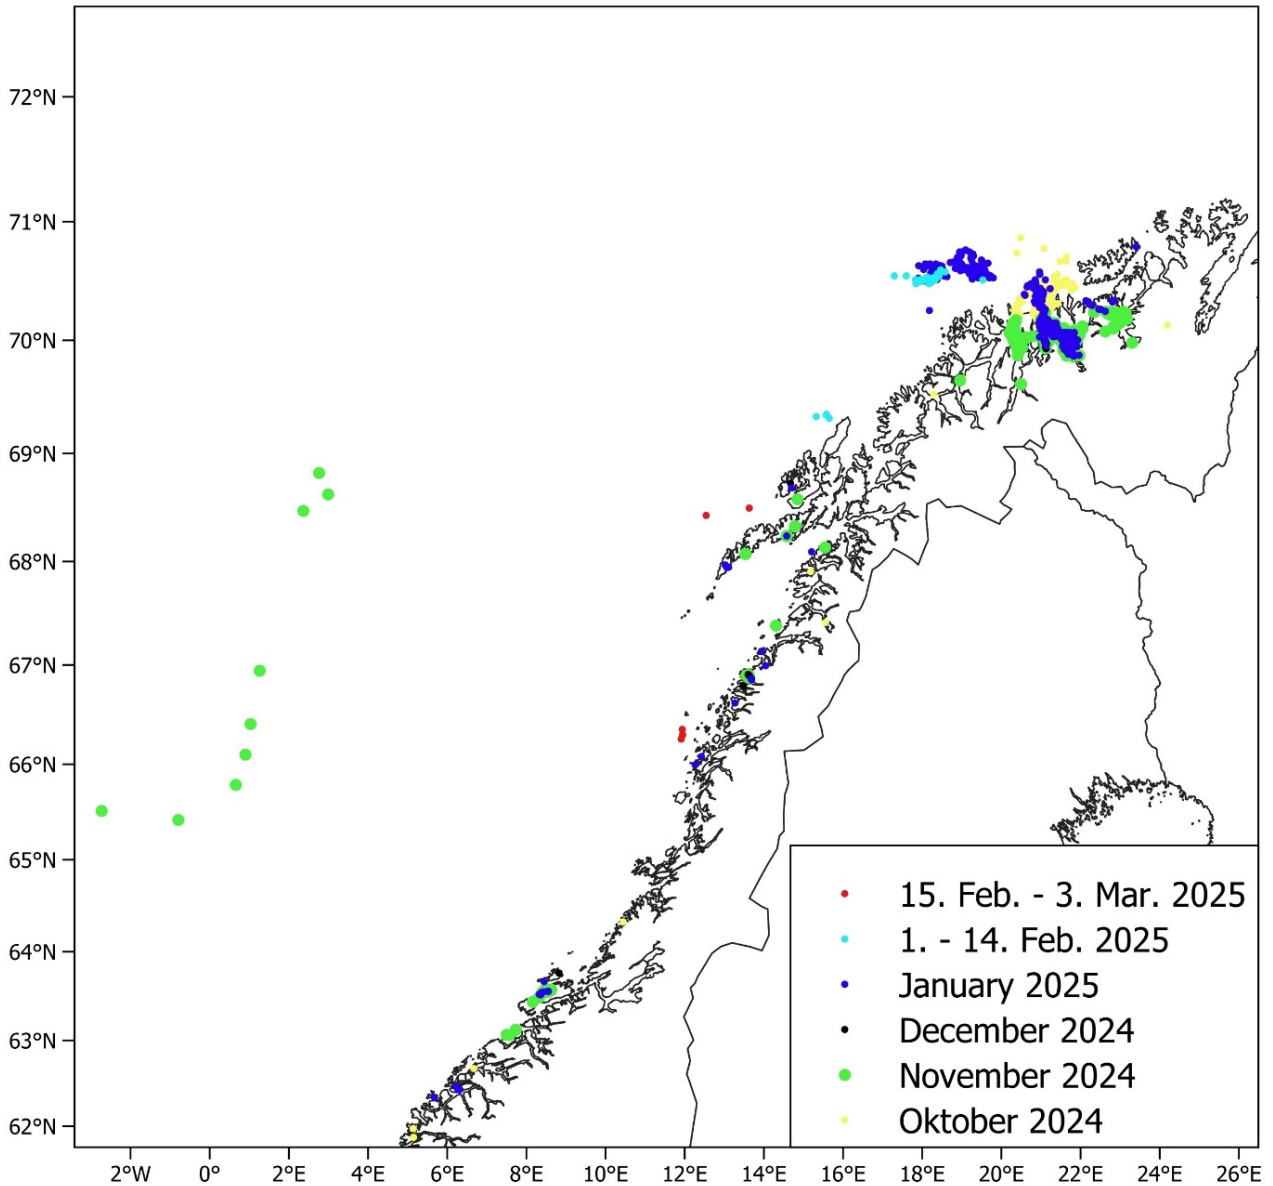 72°N
71°N
70°N
69°N
68°N
67°N
66°N
65°N
64°N
63°N
62°N
15. Feb. - 3. Mar. 2025
1. - 14. Feb. 2025
January 2025
December 2024
November 2024
Oktober 2024
2°W 0° 2°E 4°E 6°E 8°E 10°E 12°E 14°E 16°E 18°E 20°E 22°E 24°E 26°E